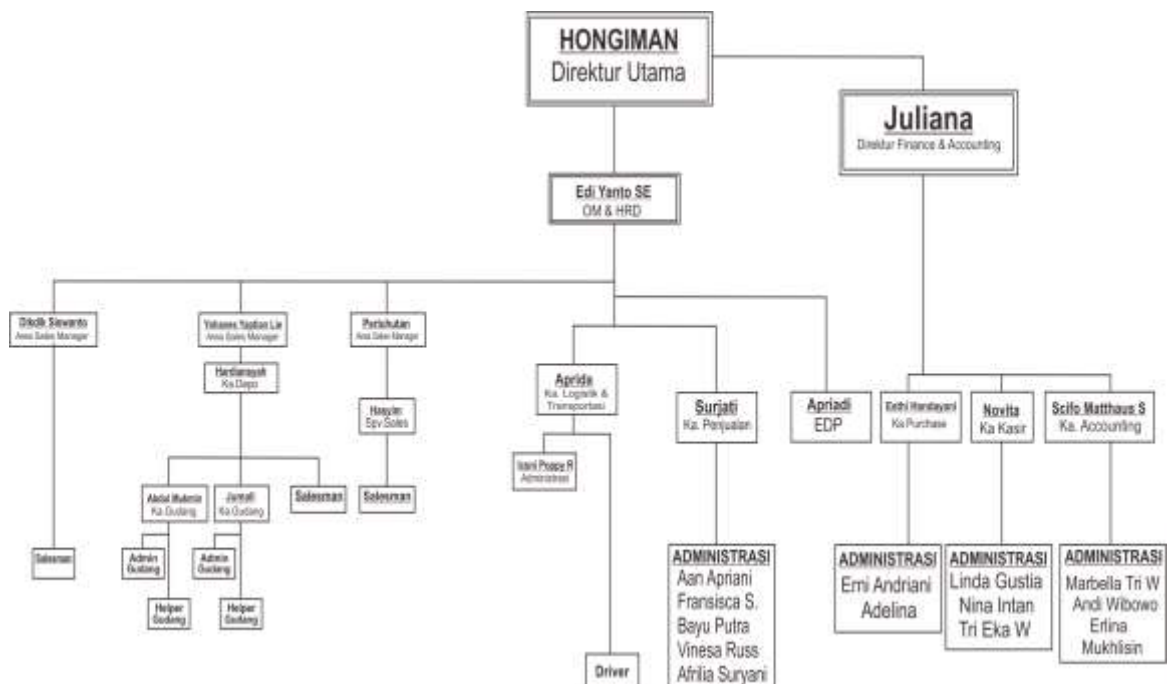 HONGIMAN
Direktur Utama
Juliana
Direktur Finance & Accounting
Edi Yanto SE
OM & HRD
Dikdik Siswanto
Area Sales Manager
Yohanes Yaptian Lie
Area Sales Manager
Parluhutan
Area Sales Manager
Hardiansyah
Ka Depo
Hasyim
Spv Sales
Aprida
Ka. Logistik &
Transportasi
Surjati
Ka. Penjualan
Apriadi
EDP
Handayani
Ka Purchase
Novita
Ka Kasir
Scifo Matthaus S
Ka. Accounting
Poppy R
Administrasi
Abdul Mukmin
Ka Gudang
Jumali
Ka Gudang
Salesman
Salesman
Salesman
Admin
Gudang
Admin
Gudang
Helper
Gudang
Helper
Gudang
Driver
ADMINISTRASI
Aan Apriani
Fransisca S.
Bayu Putra
Vinesa Russ
Afrilia Suryani
ADMINISTRASI
Erni Andriani
Adelina
ADMINISTRASI
Linda Gustia
Nina Intan
Tri Eka W
ADMINISTRASI
Marbella Tri W
Andi Wibowo
Erlina
Mukhlisin